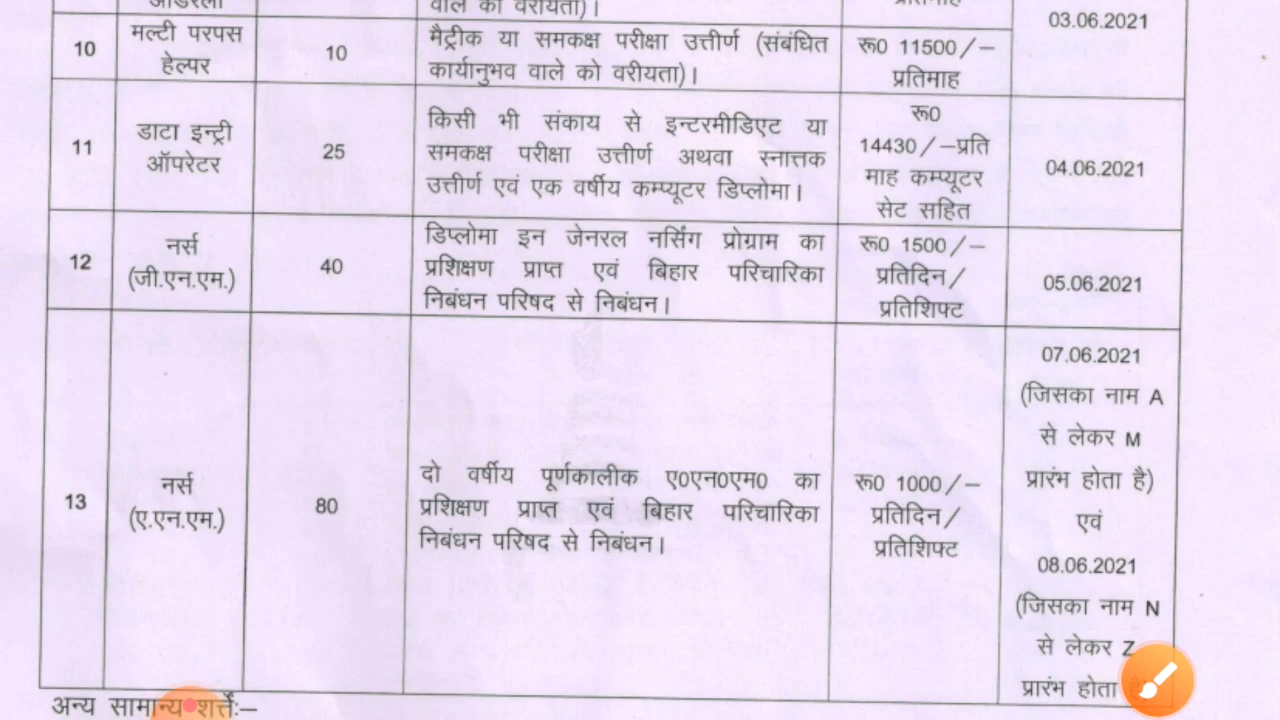 वाले को वरीयता)।
03.06.2021
10
मल्टी परपस
हेल्पर
10
मैट्रीक या समकक्ष परीक्षा उत्तीर्ण (संबंधित
कार्यानुभव वाले को वरीयता)।
रू0 11500/–
प्रतिमाह
11
डाटा इन्ट्री
ऑपरेटर
25
किसी भी संकाय से इन्टरमीडिएट या
समकक्ष परीक्षा उत्तीर्ण अथवा स्नात्तक
उत्तीर्ण एवं एक वर्षीय कम्प्यूटर डिप्लोमा।
रू0
14430/–प्रति
माह कम्प्यूटर
सेट सहित
04.06.2021
12
नर्स
(जी.एन.एम.)
40
डिप्लोमा इन जेनरल नर्सिंग प्रोग्राम का
प्रशिक्षण प्राप्त एवं बिहार परिचारिका
निबंधन परिषद से निबंधन।
रू0 1500/–
प्रतिदिन/
प्रतिशिफ्ट
05.06.2021
13
नर्स
(ए.एन.एम.)
80
दो वर्षीय पूर्णकालीक ए0एन0एम0 का
प्रशिक्षण प्राप्त एवं बिहार परिचारिका
निबंधन परिषद से निबंधन।
रू0 1000/–
प्रतिदिन/
प्रतिशिफ्ट
07.06.2021
(जिसका नाम A
से लेकर M
प्रारंभ होता है)
एवं
08.06.2021
(जिसका नाम N
से लेकर Z
प्रारंभ होता
अन्य सामान्य शर्त्तें:–